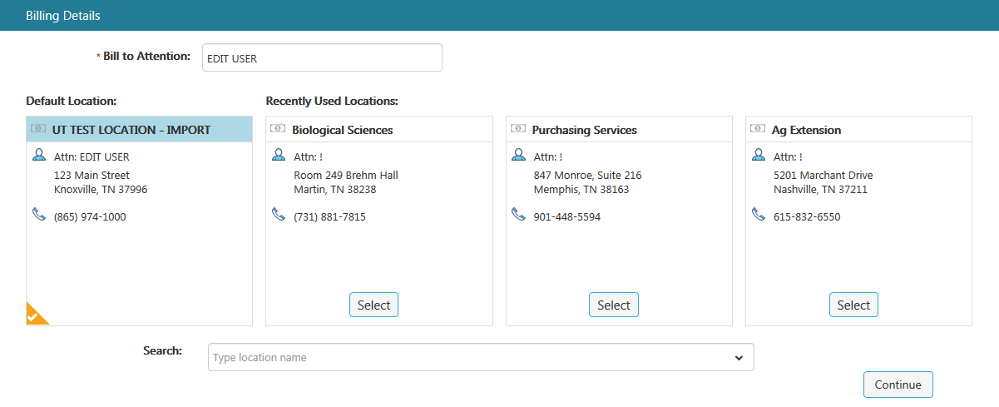 Billing Details
* Bill to Attention: EDIT USER
Default Location:
Recently Used Locations:
UT TEST LOCATION - IMPORT
Attn: EDIT USER
123 Main Street
Knoxville, TN 37996
(865) 974-1000
Biological Sciences
Attn: !
Room 249 Brehm Hall
Martin, TN 38238
(731) 881-7815
Select
Purchasing Services
Attn: !
847 Monroe, Suite 216
Memphis, TN 38163
901-448-5594
Select
Ag Extension
Attn: !
5201 Marchant Drive
Nashville, TN 37211
615-832-6550
Select
Search: Type location name
Continue